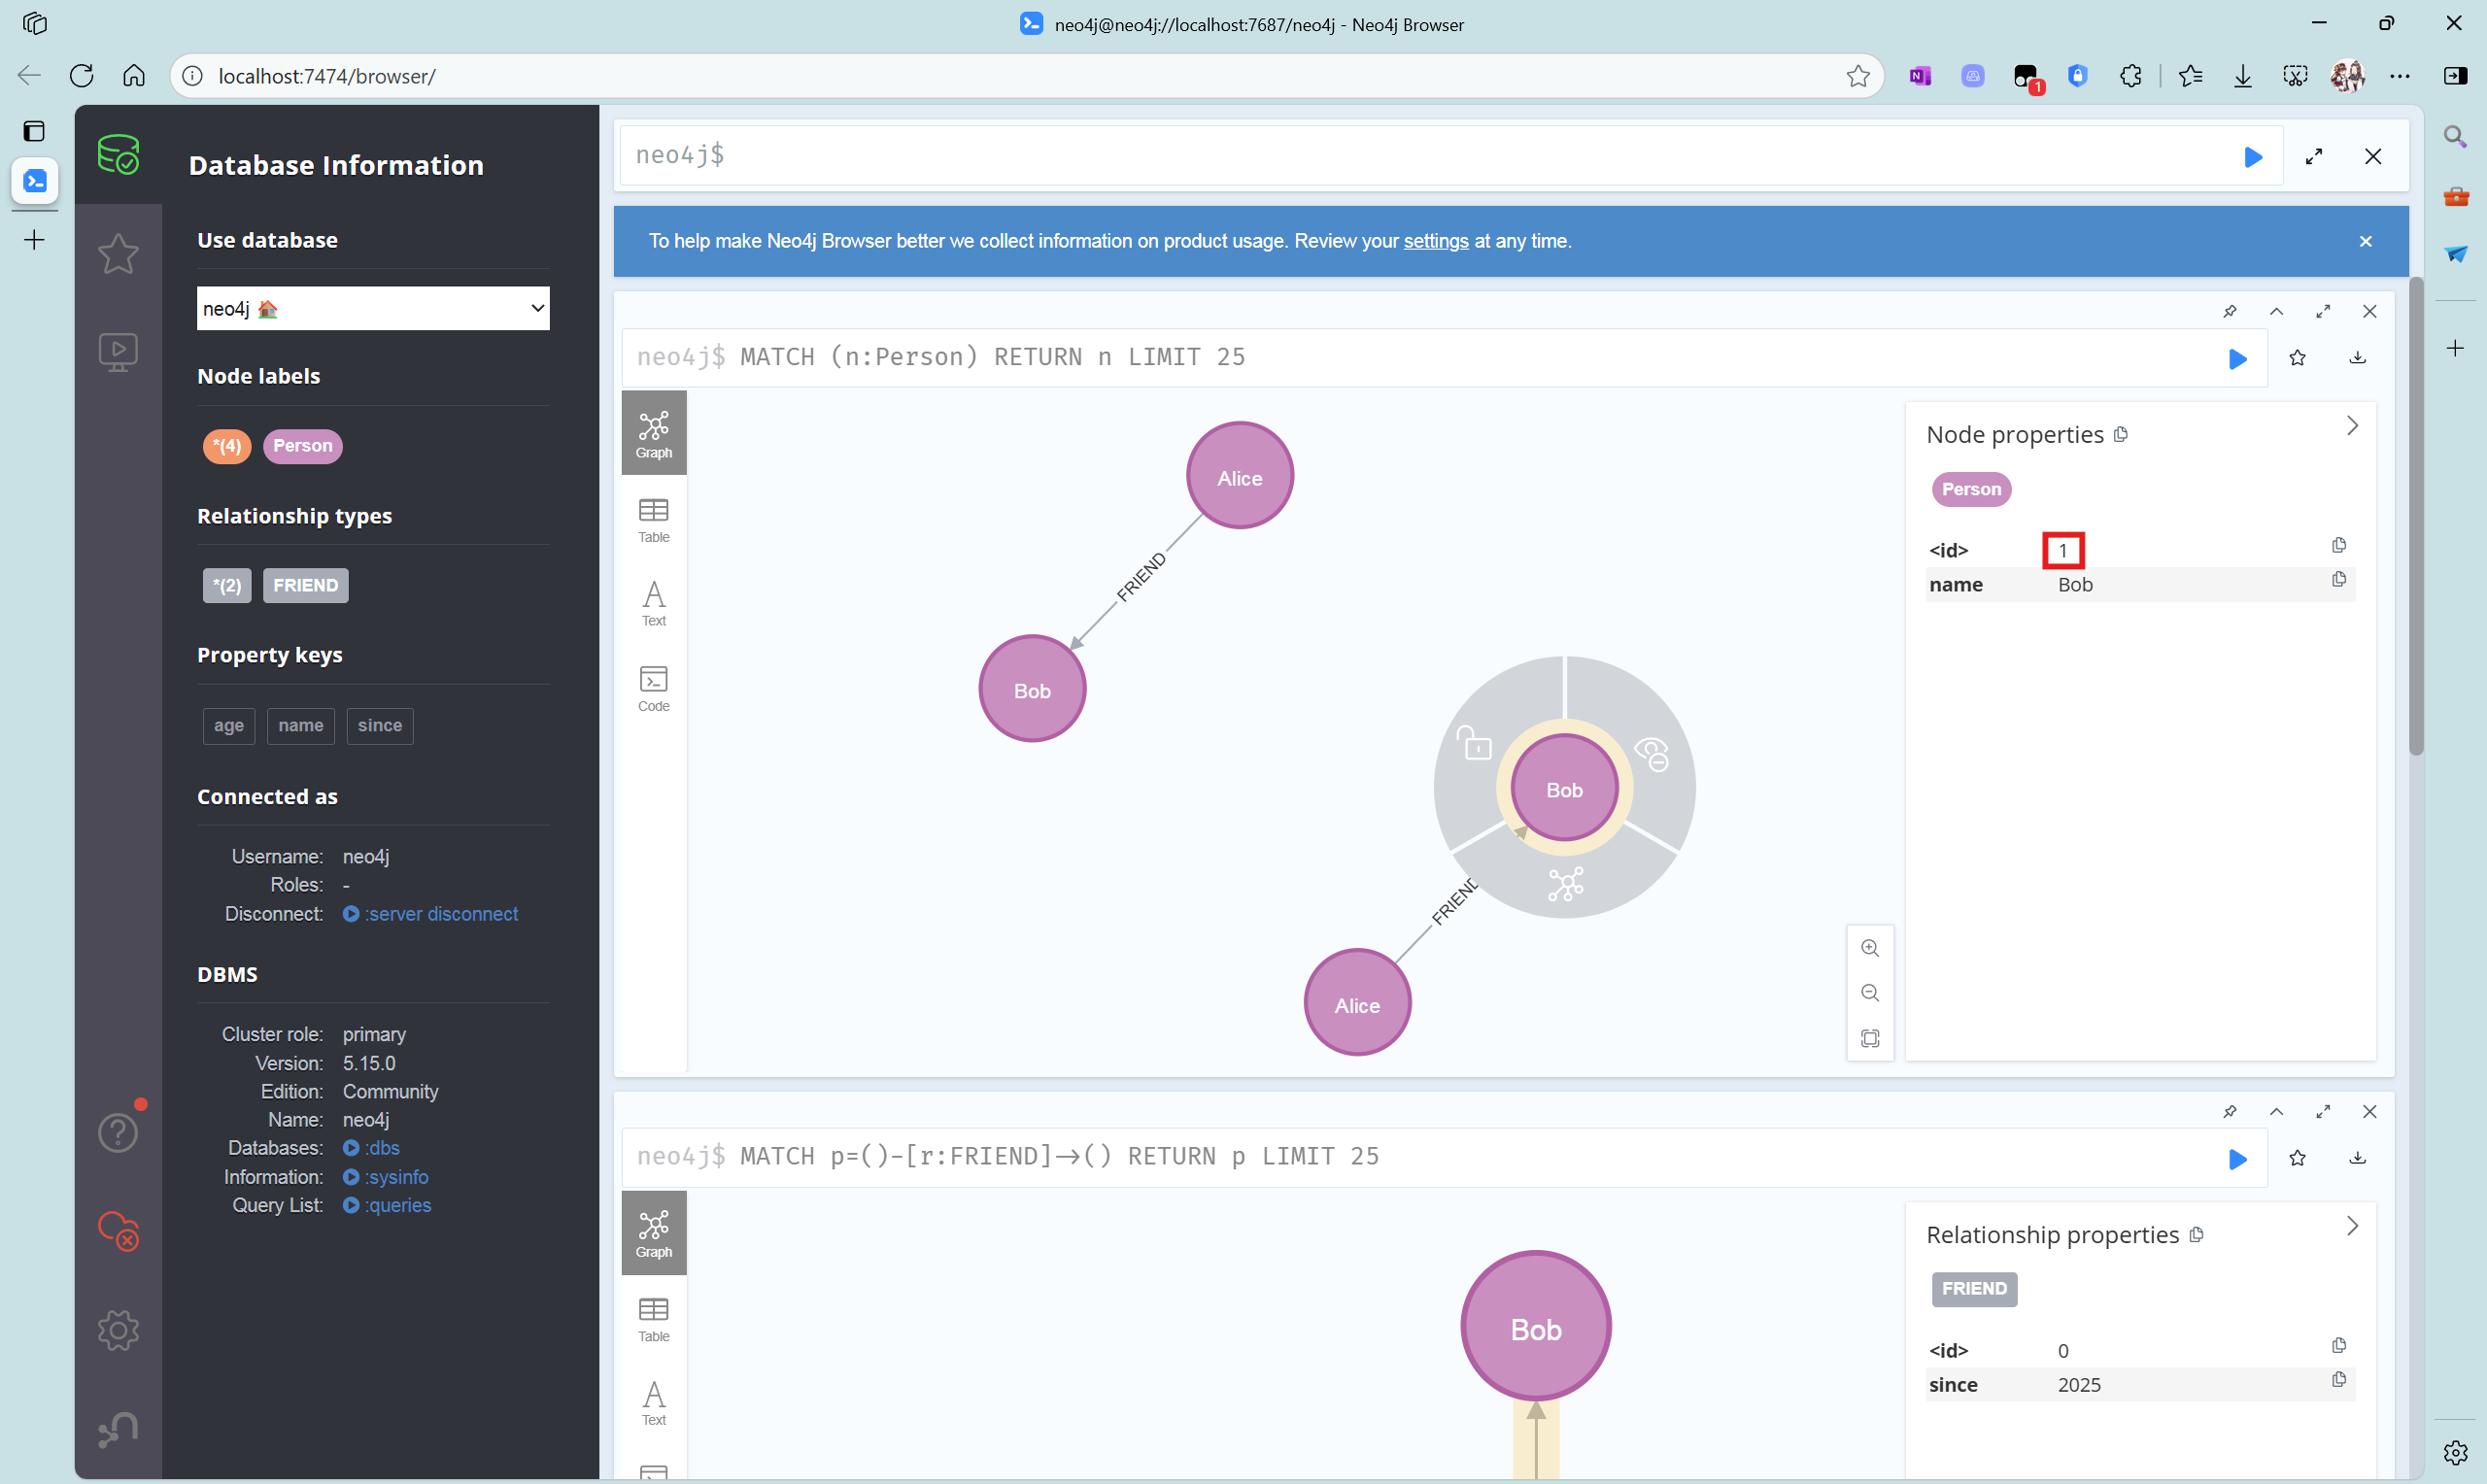 neo4j@neo4j://localhost:7687/neo4j - Neo4j Browser
localhost:7474/browser/
1
Database Information
Use database
neo4j
Node labels
*(4) Person
Relationship types
*(2) FRIEND
Property keys
age name since
Connected as
Username: neo4j
Roles: -
Disconnect: :server disconnect
DBMS
Cluster role: primary
Version: 5.15.0
Edition: Community
Name: neo4j
Databases: :dbs
Information: :sysinfo
Query List: :queries
neo4j$
To help make Neo4j Browser better we collect information on product usage. Review your settings at any time.
neo4j$ MATCH (n:Person) RETURN n LIMIT 25
Graph
Table
Text
Code
Alice
FRIEND
Bob
Bob
FRIEND
Alice
Node properties
Person
<id> 1
name Bob
neo4j$ MATCH p=()-[r:FRIEND]->() RETURN p LIMIT 25
Graph
Table
Text
Bob
Relationship properties
FRIEND
<id> 0
since 2025